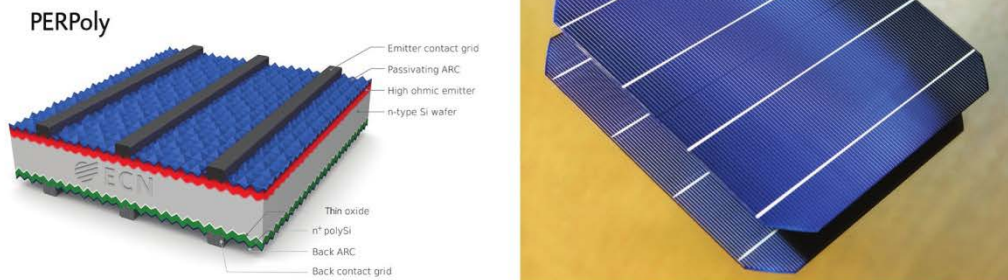 PERPoly
Emitter contact grid
Passivating ARC
High ohmic emitter
n-type Si wafer
ECN
Thin oxide
n⁺ polySi
Back ARC
Back contact grid